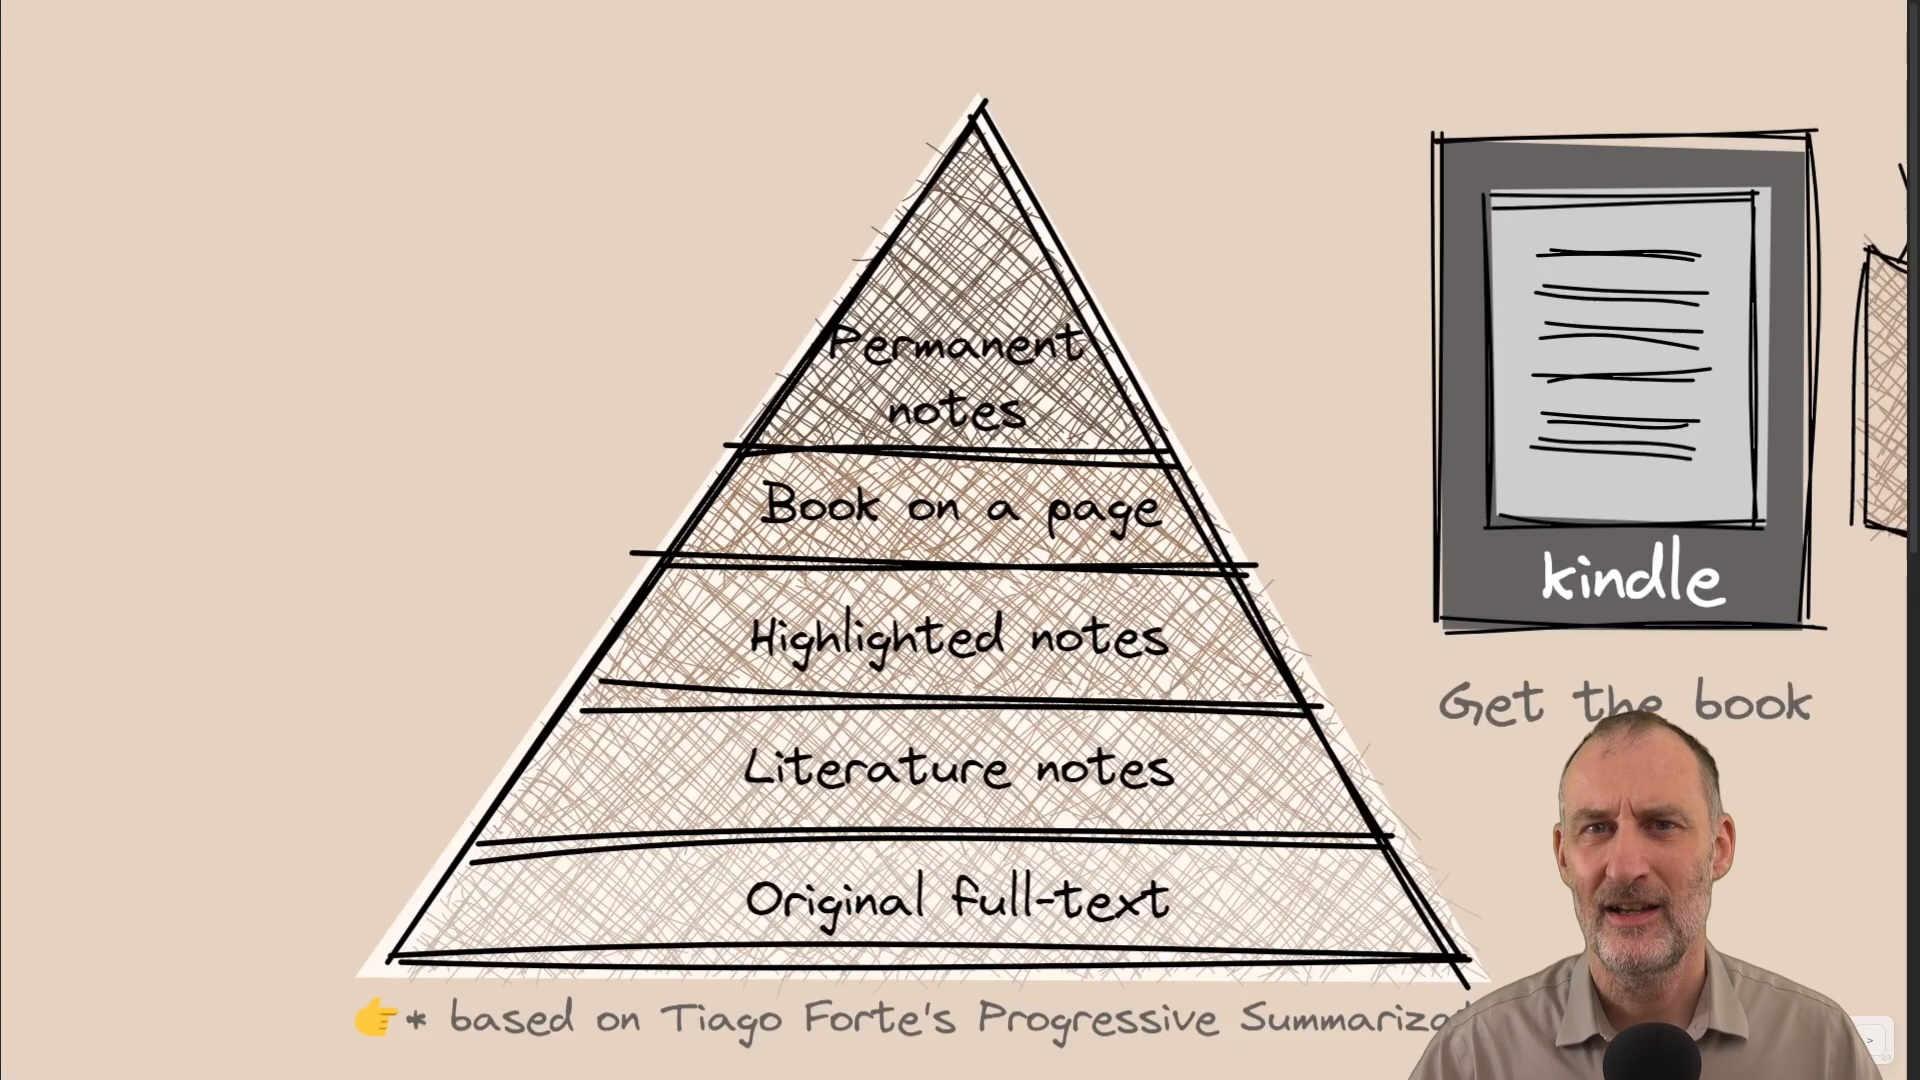 Permanent
notes
Book on a page
Highlighted notes
Literature notes
Original full-text
👉* based on Tiago Forte's Progressive
kindle
Get the book